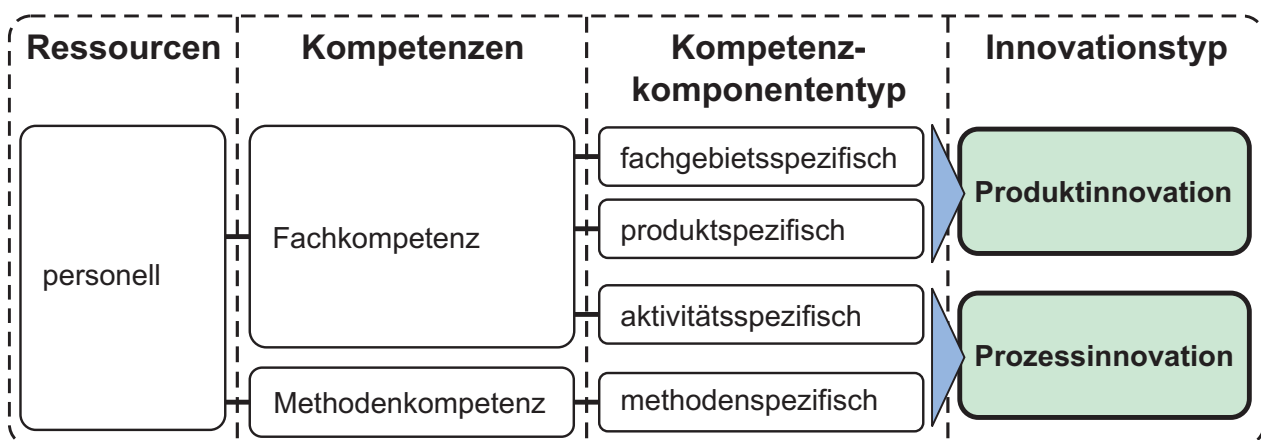 Ressourcen
Kompetenzen
Kompetenz-
komponententyp
Innovationstyp
personell
Fachkompetenz
Methodenkompetenz
fachgebietsspezifisch
produktspezifisch
aktivitätsspezifisch
methodenspezifisch
Produktinnovation
Prozessinnovation